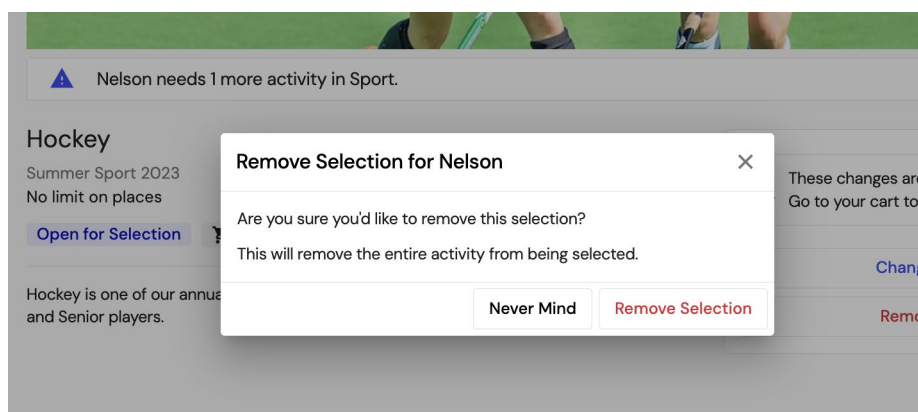 Nelson needs 1 more activity in Sport.
Hockey
Summer Sport 2023
No limit on places
Open for Selection
Hockey is one of our
and Senior players.
Remove Selection for Nelson
Are you sure you'd like to remove this selection?
This will remove the entire activity from being selected.
Never Mind
Remove Selection
These changes
Go to your cart to